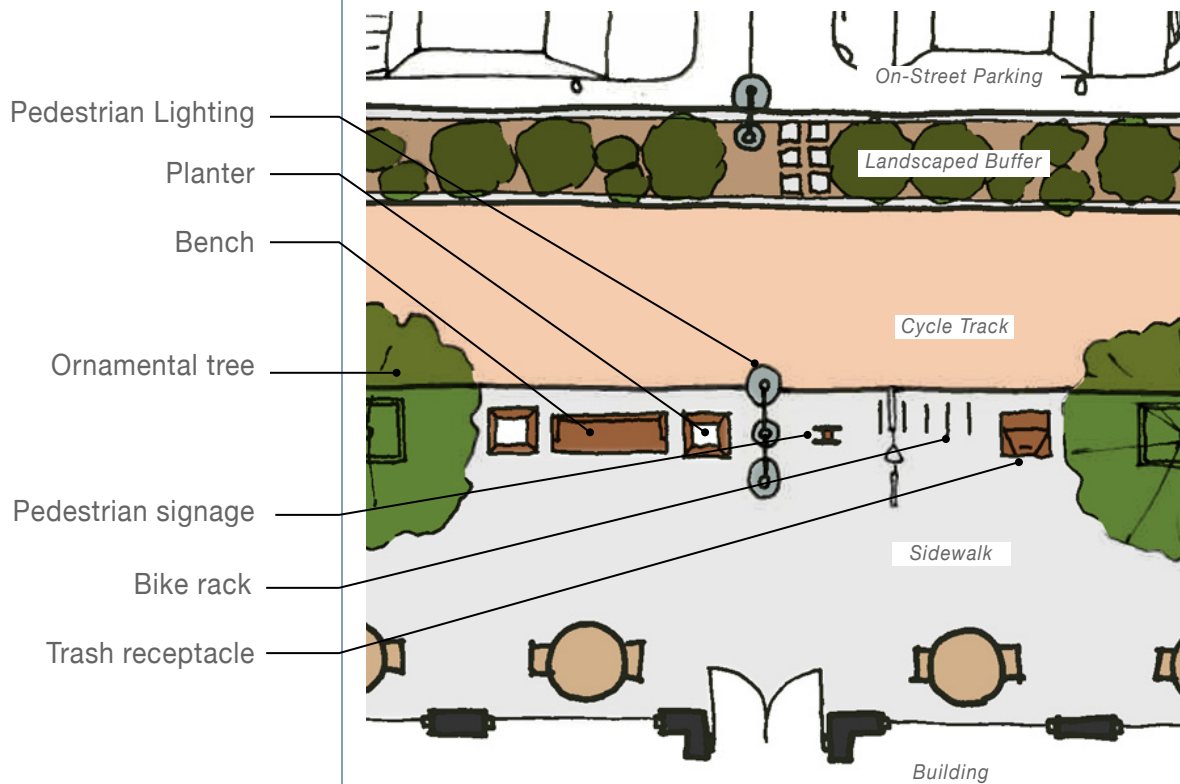 Pedestrian Lighting
Planter
Bench
Ornamental tree
Pedestrian signage
Bike rack
Trash receptacle
On-Street Parking
Landscaped Buffer
Cycle Track
Sidewalk
Building